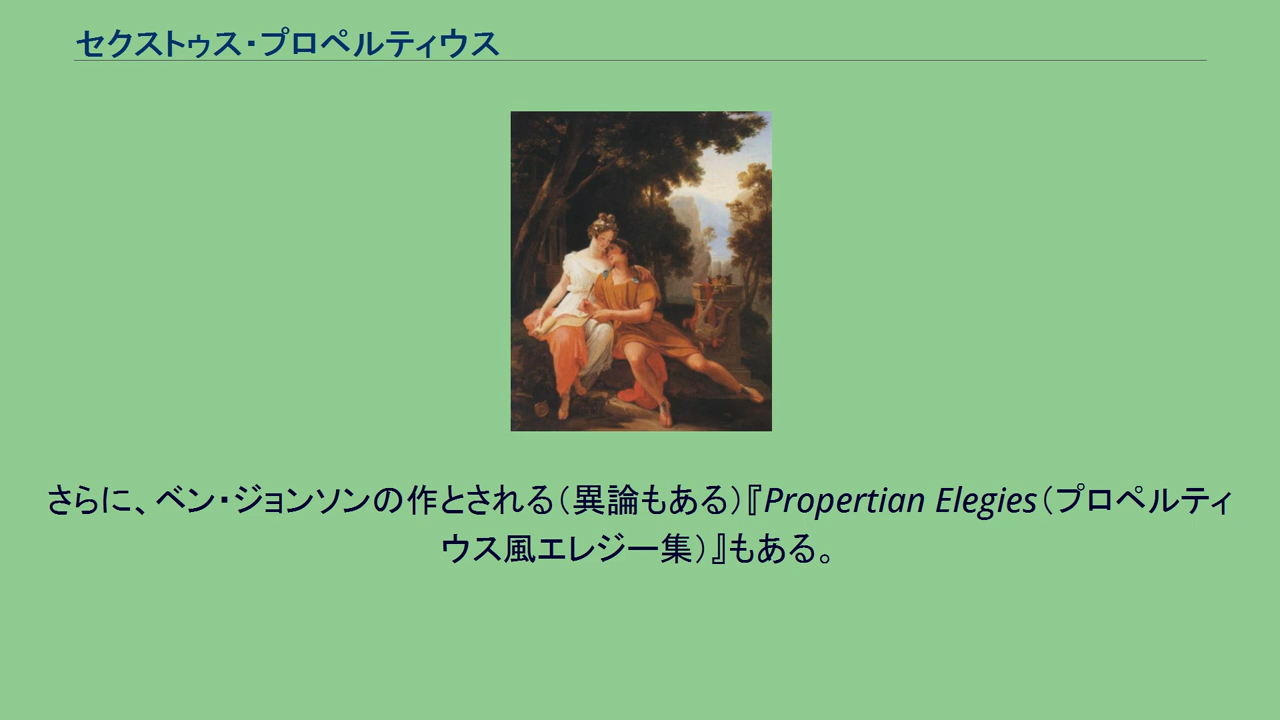 セクストゥス・プロペルティウス
さらに、ベン・ジョンソンの作とされる(異論もある)『Propertian Elegies(プロペルティ
ウス風エレジー集)』もある。